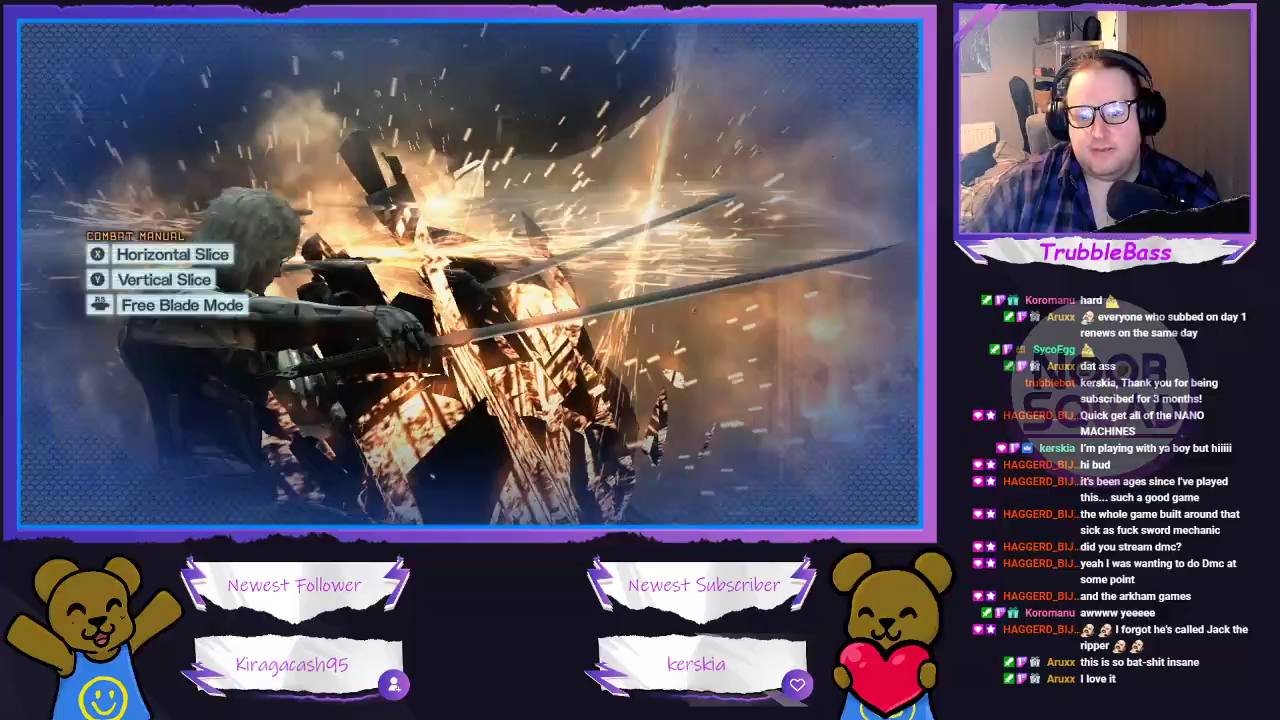 COMBAT MANUAL
X Horizontal Slice
Y Vertical Slice
RS Free Blade Mode
TrubbleBass
NOOB
SQUAD
Koromanu hard
Aruxx everyone who subbed on day 1
renews on the same day
SycoEgg
Aruxx dat ass
trubblebot kerskia, Thank you for being
subscribed for 3 months!
HAGGERD_BIJ... Quick get all of the NANO
MACHINES
kerskia I'm playing with ya boy but hiiiii
HAGGERD_BIJ... hi bud
HAGGERD_BIJ... it's been ages since I've played
this... such a good game
HAGGERD_BIJ... the whole game built around that
sick as fuck sword mechanic
HAGGERD_BIJ... did you stream dmc?
HAGGERD_BIJ... yeah I was wanting to do Dmc at
some point
HAGGERD_BIJ... and the arkham games
Koromanu awwww yeeeee
HAGGERD_BIJ... I forgot he's called Jack the
ripper
Aruxx this is so bat-shit insane
Aruxx I love it
Newest Follower
Kiragacash95
Newest Subscriber
kerskia